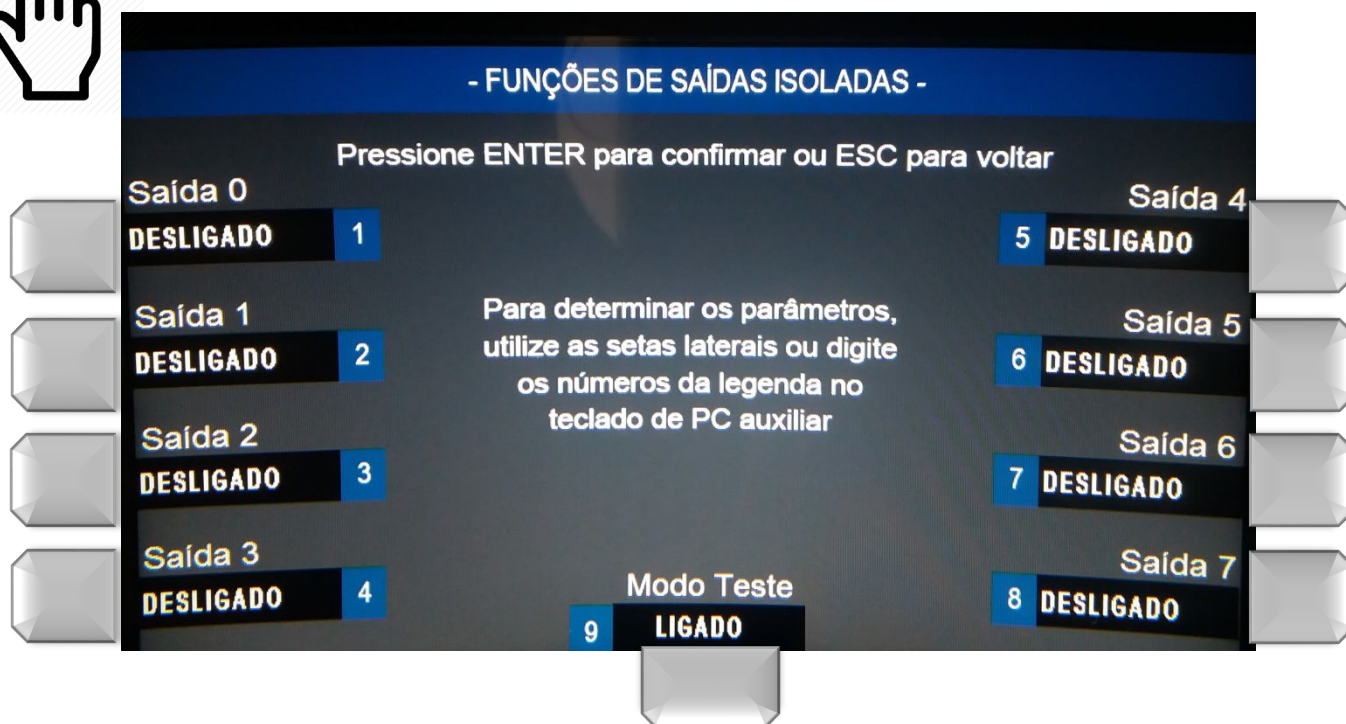 - FUNÇÕES DE SAÍDAS ISOLADAS -
Pressione ENTER para confirmar ou ESC para voltar
Saída 0
DESLIGADO 1
Saída 1
DESLIGADO 2
Saída 2
DESLIGADO 3
Saída 3
DESLIGADO 4
Para determinar os parâmetros,
utilize as setas laterais ou digite
os números da legenda no
teclado de PC auxiliar
Modo Teste
9 LIGADO
Saída 4
5 DESLIGADO
Saída 5
6 DESLIGADO
Saída 6
7 DESLIGADO
Saída 7
8 DESLIGADO